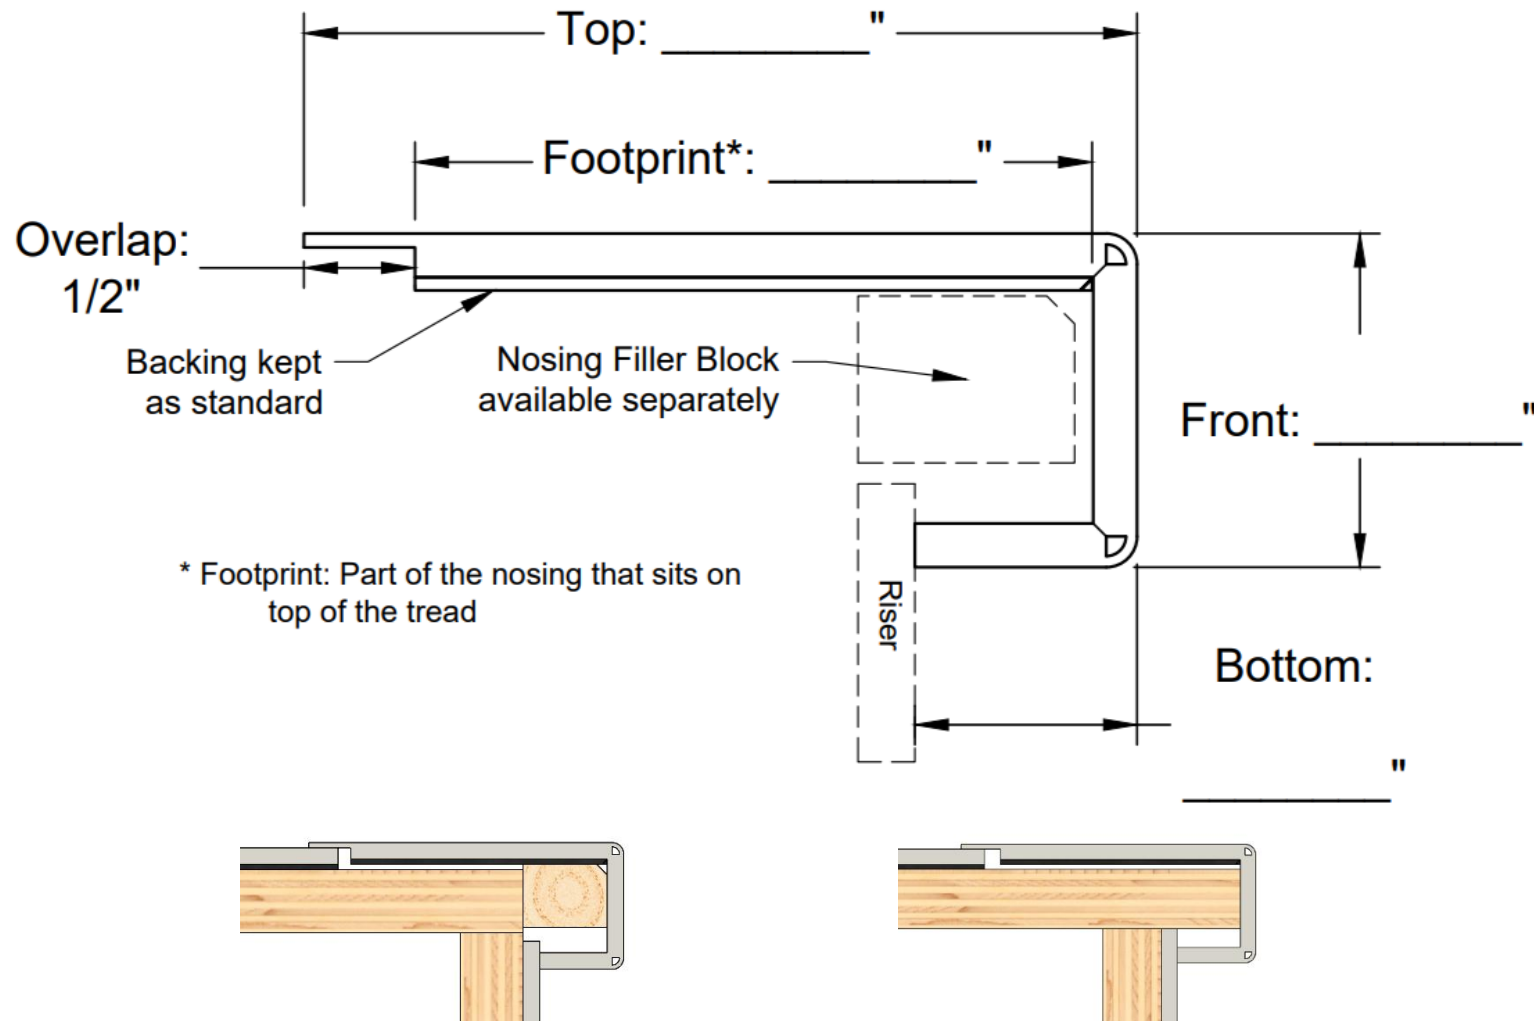 Top: ________"
Footprint*: ________"
Overlap:
1/2"
Backing kept
as standard
Nosing Filler Block
available separately
Front: ________"
* Footprint: Part of the nosing that sits on
top of the tread
Riser
Bottom:
________"